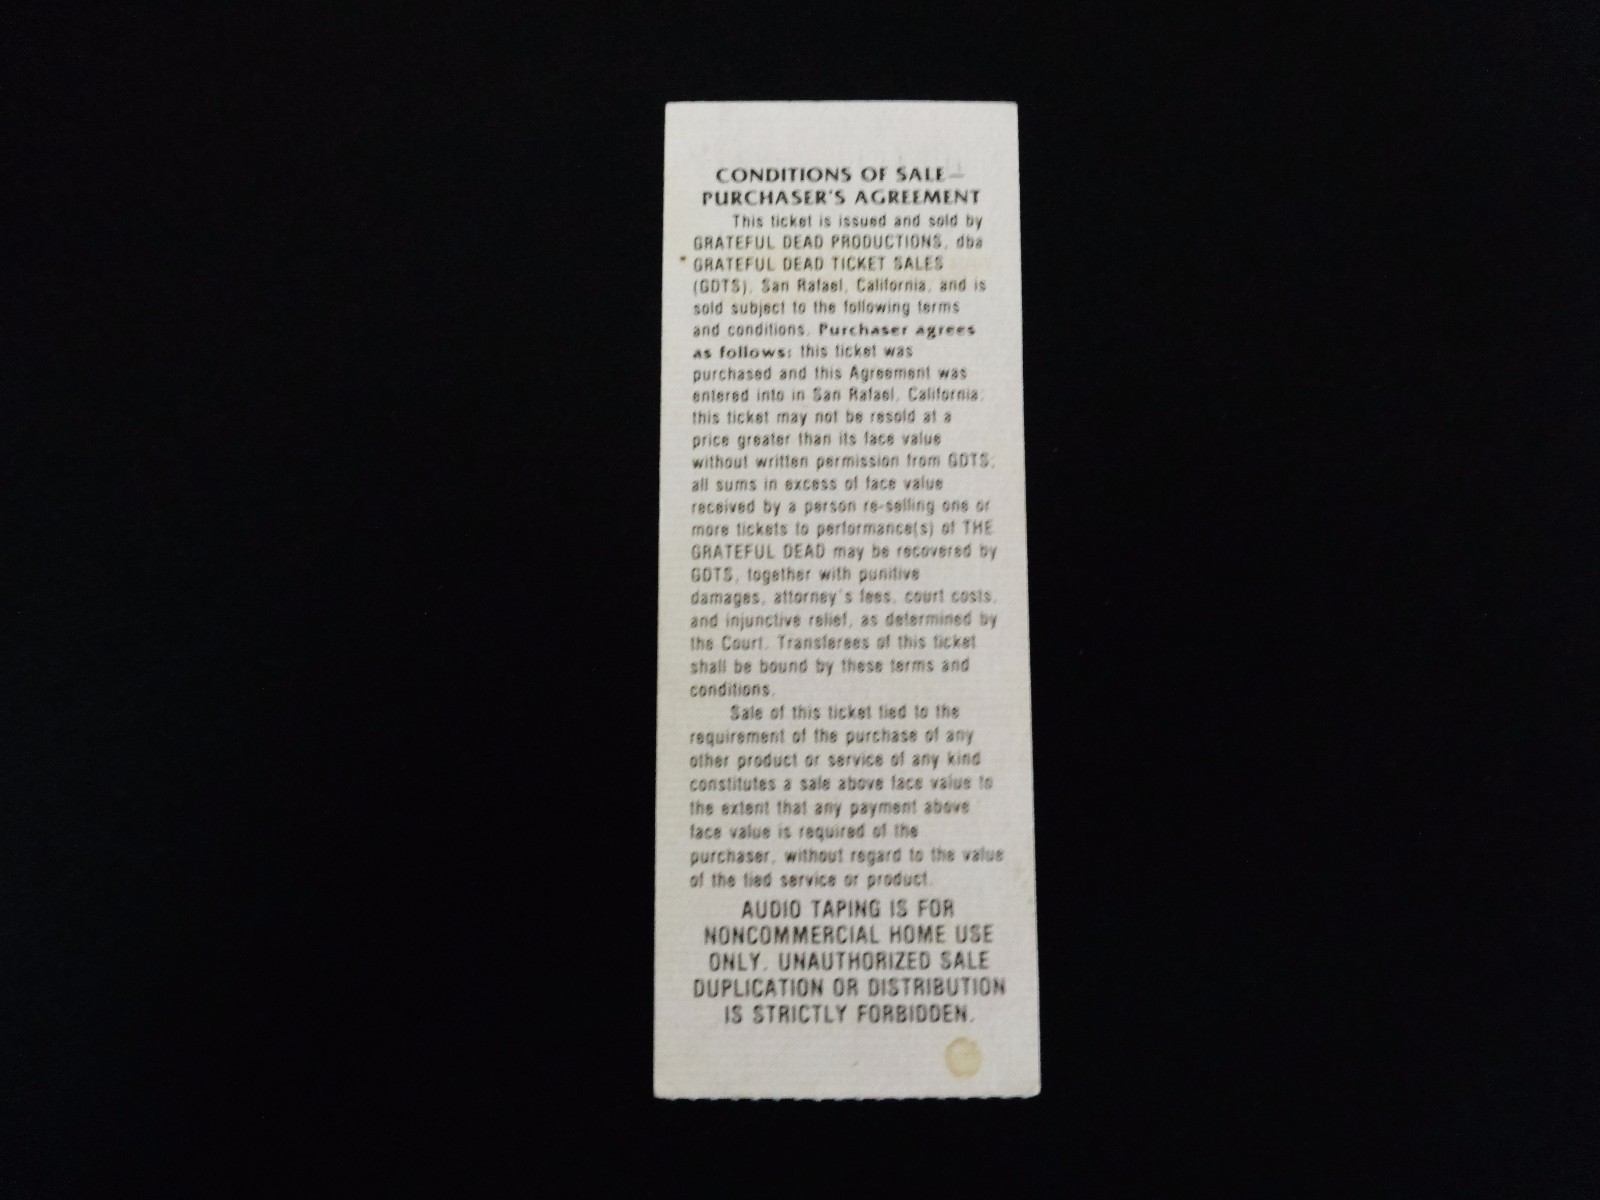 CONDITIONS OF SALE—
PURCHASER'S AGREEMENT
This ticket is issued and sold by
GRATEFUL DEAD PRODUCTIONS, dba
GRATEFUL DEAD TICKET SALES
(GDTS), San Rafael, California, and is
sold subject to the following terms
and conditions. Purchaser agrees
as follows: this ticket was
purchased and this Agreement was
entered into in San Rafael, California;
this ticket may not be resold at a
price greater than its face value
without written permission from GDTS;
all sums in excess of face value
received by a person re-selling one or
more tickets to performance(s) of THE
GRATEFUL DEAD may be recovered by
GDTS, together with punitive
damages, attorney's fees, court costs,
and injunctive relief, as determined by
the Court. Transferees of this ticket
shall be bound by these terms and
conditions.
Sale of this ticket tied to the
requirement of the purchase of any
other product or service of any kind
constitutes a sale above face value to
the extent that any payment above
face value is required of the
purchaser, without regard to the value
of the tied service or product.
AUDIO TAPING IS FOR
NONCOMMERCIAL HOME USE
ONLY. UNAUTHORIZED SALE
DUPLICATION OR DISTRIBUTION
IS STRICTLY FORBIDDEN.